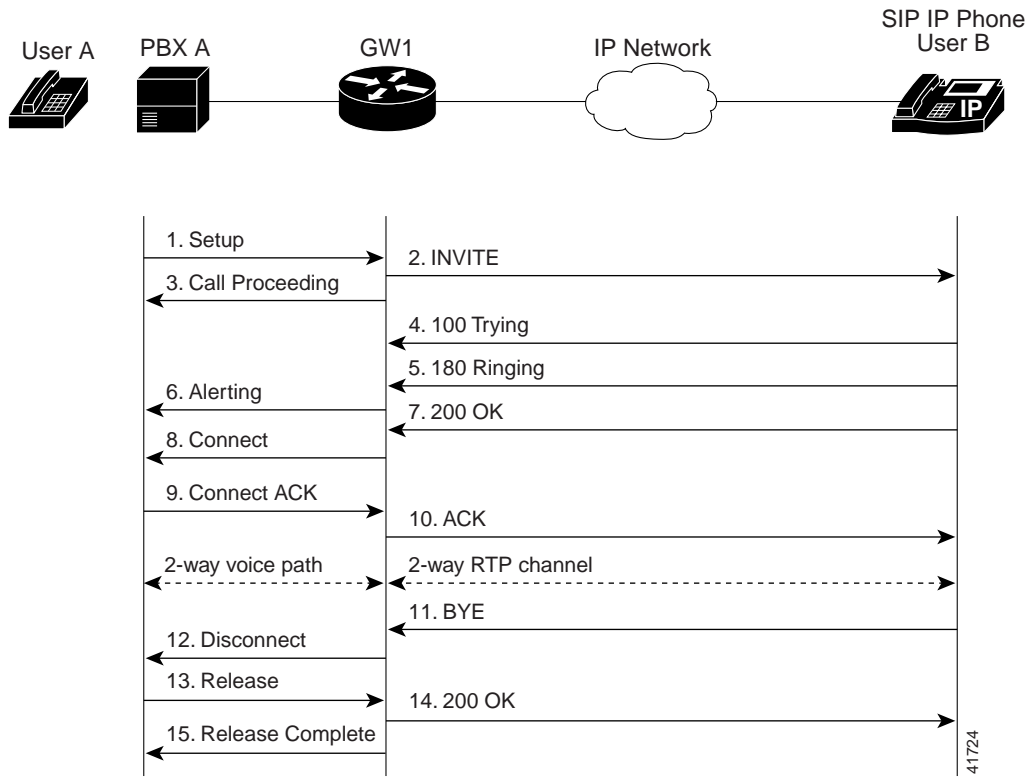 SIP IP Phone
User A
PBX A
GW1
IP Network
User B
IP
1. Setup
2. INVITE
3. Call Proceeding
4. 100 Trying
5. 180 Ringing
6. Alerting
7. 200 OK
8. Connect
9. Connect ACK
10. ACK
2-way voice path
2-way RTP channel
11. BYE
12. Disconnect
13. Release
14. 200 OK
15. Release Complete
41724